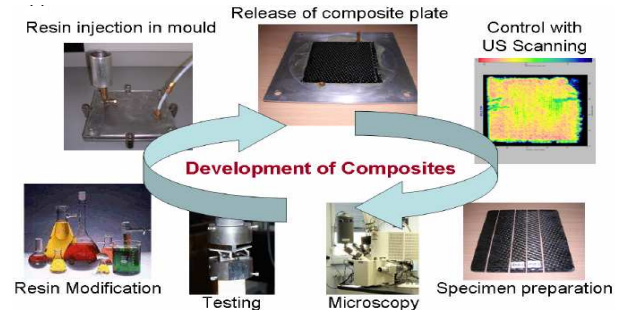 Resin injection in mould
Release of composite plate
Control with
US Scanning
Development of Composites
Resin Modification
Testing
Microscopy
Specimen preparation